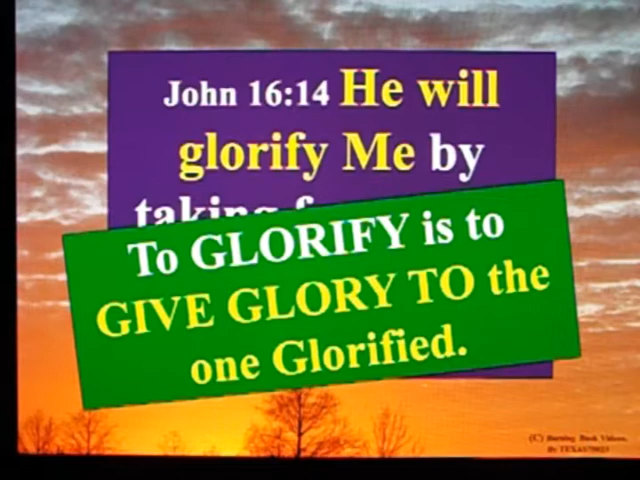 John 16:14 He will
glorify Me by
taking
To GLORIFY is to
GIVE GLORY TO the
one Glorified.
(C) Burning Bush Videos.